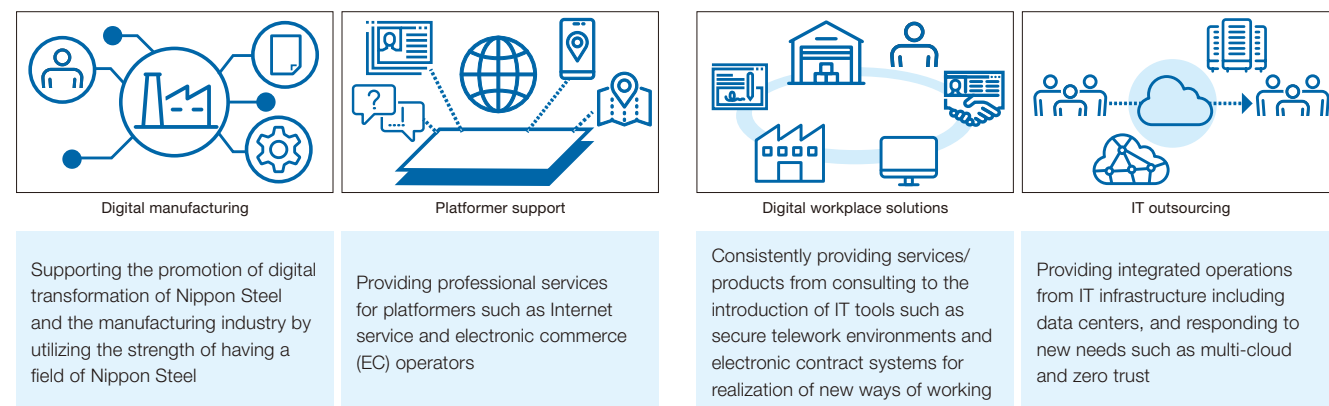 ?
Digital manufacturing
Platformer support
Digital workplace solutions
IT outsourcing
Supporting the promotion of digital
transformation of Nippon Steel
and the manufacturing industry by
utilizing the strength of having a
field of Nippon Steel
Providing professional services
for platformers such as Internet
service and electronic commerce
(EC) operators
Consistently providing services/
products from consulting to the
introduction of IT tools such as
secure telework environments and
electronic contract systems for
realization of new ways of working
Providing integrated operations
from IT infrastructure including
data centers, and responding to
new needs such as multi-cloud
and zero trust